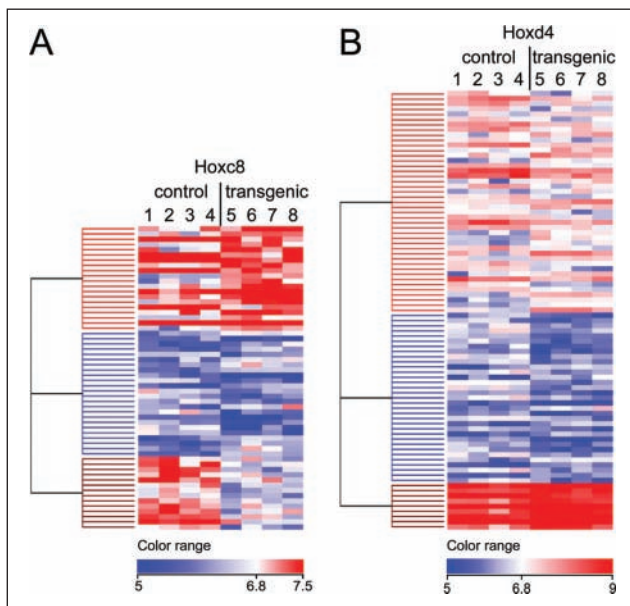 A
Hoxc8
control transgenic
1 2 3 4 5 6 7 8
Color range
5 6.8 7.5
B
Hoxd4
control transgenic
1 2 3 4 5 6 7 8
Color range
5 6.8 9